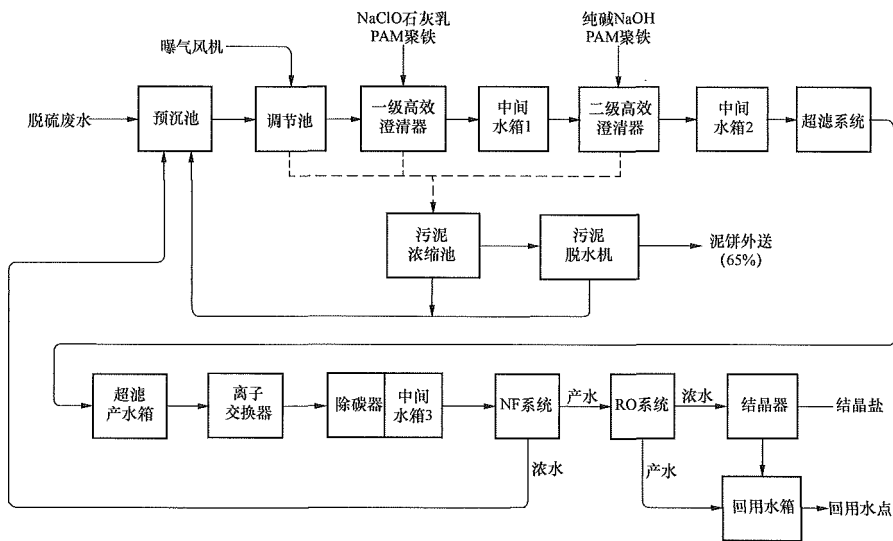 NaClO石灰乳
PAM聚铁
纯碱NaOH
PAM聚铁
曝气风机
脱硫废水
预沉池
调节池
一级高效
澄清器
中间
水箱1
二级高效
澄清器
中间
水箱2
超滤系统
污泥
浓缩池
污泥
脱水机
泥饼外送
(65%)
超滤
产水箱
离子
交换器
除碳器
中间
水箱3
NF系统
产水
RO系统
浓水
结晶器
结晶盐
浓水
产水
回用水箱
回用水点